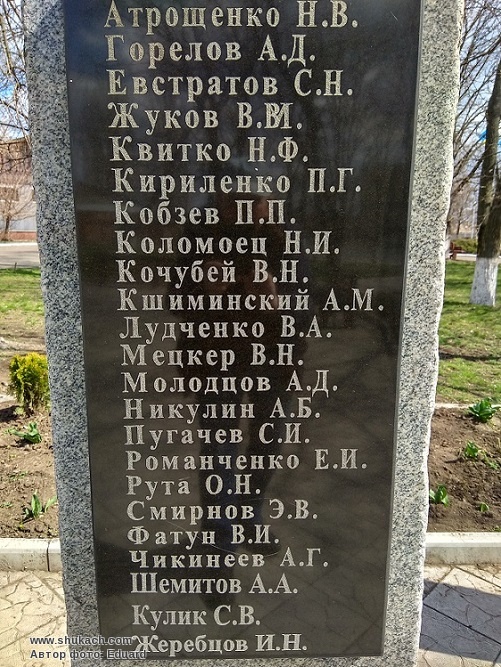 Атрощенко Н.В.
Горелов А.Д.
Евстратов С.Н.
Жуков В.И.
Квитко Н.Ф.
Кириленко П.Г.
Кобзев П.П.
Коломоец Н.И.
Кочубей В.Н.
Кшиминский А.М.
Лудченко В.А.
Мецкер В.Н.
Молодцов А.Д.
Никулин А.Б.
Пугачев С.И.
Романченко Е.И.
Рута О.Н.
Смирнов Э.В.
Фатун В.И.
Чикинеев А.Г.
Шемитов А.А.
Кулик С.В.
Жеребцов И.Н.
www.shukach.com
Автор фото: Eduard